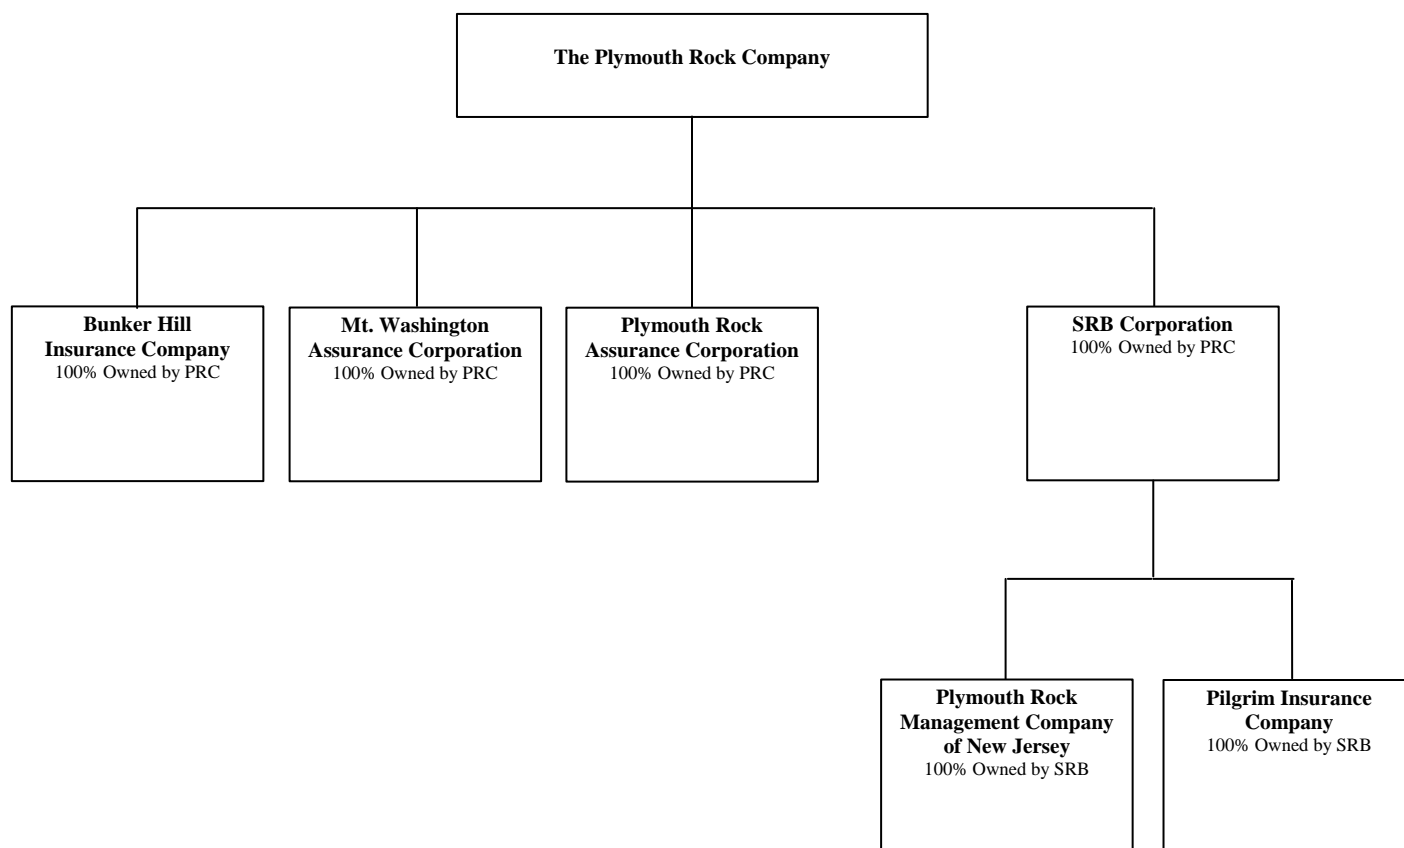 The Plymouth Rock Company
Bunker Hill
Insurance Company
100% Owned by PRC
Mt. Washington
Assurance Corporation
100% Owned by PRC
Plymouth Rock
Assurance Corporation
100% Owned by PRC
SRB Corporation
100% Owned by PRC
Plymouth Rock
Management Company
of New Jersey
100% Owned by SRB
Pilgrim Insurance
Company
100% Owned by SRB